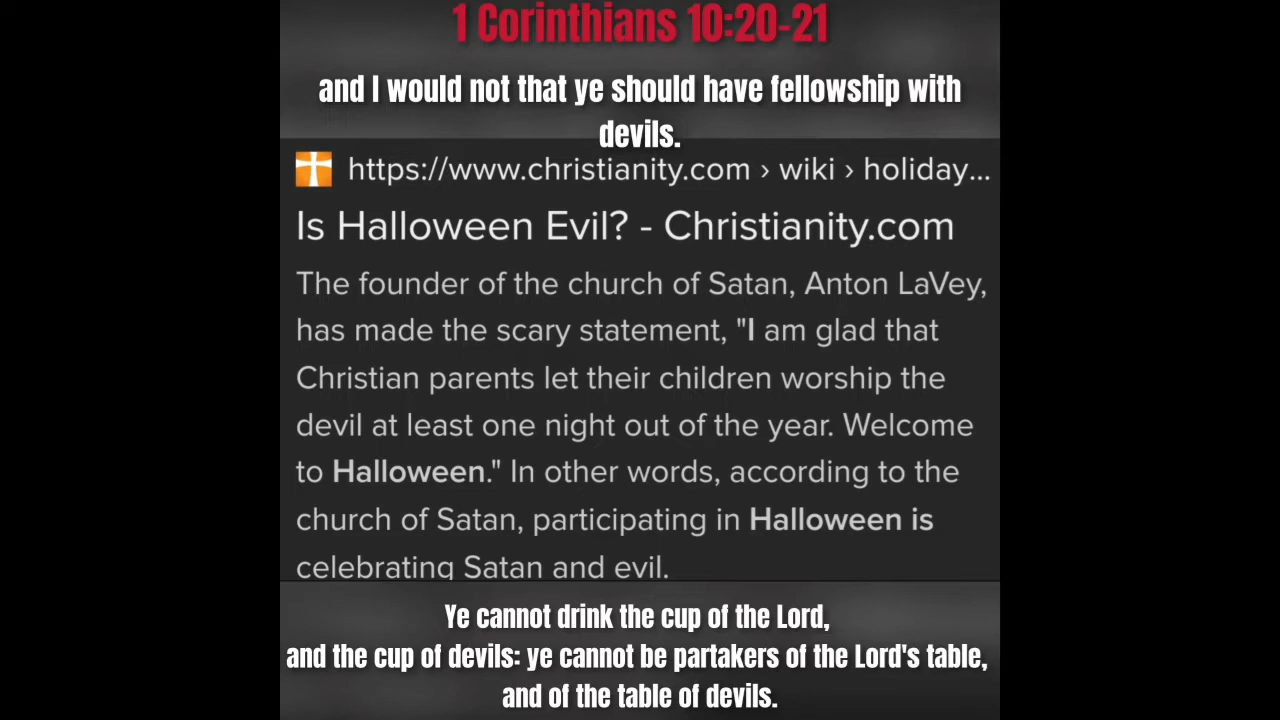 1 Corinthians 10:20-21
and I would not that ye should have fellowship with
devils.
https://www.christianity.com › wiki › holiday...
Is Halloween Evil? - Christianity.com
The founder of the church of Satan, Anton LaVey,
has made the scary statement, "I am glad that
Christian parents let their children worship the
devil at least one night out of the year. Welcome
to Halloween." In other words, according to the
church of Satan, participating in Halloween is
celebrating Satan and evil.
Ye cannot drink the cup of the Lord,
and the cup of devils: ye cannot be partakers of the Lord's table,
and of the table of devils.